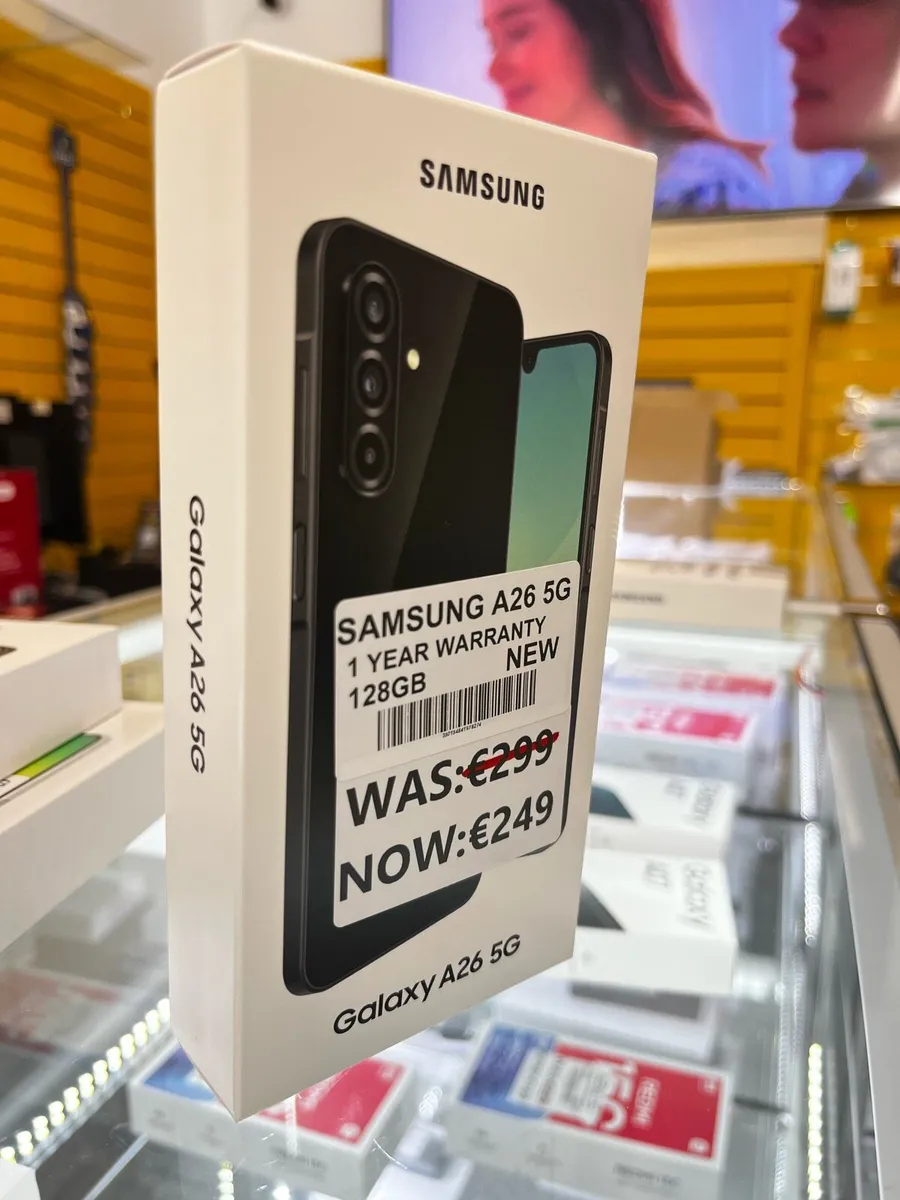 SAMSUNG
Galaxy A26 5G
SAMSUNG A26 5G
1 YEAR WARRANTY
NEW
128GB
WAS:€299
NOW:€249
Galaxy A26 5G